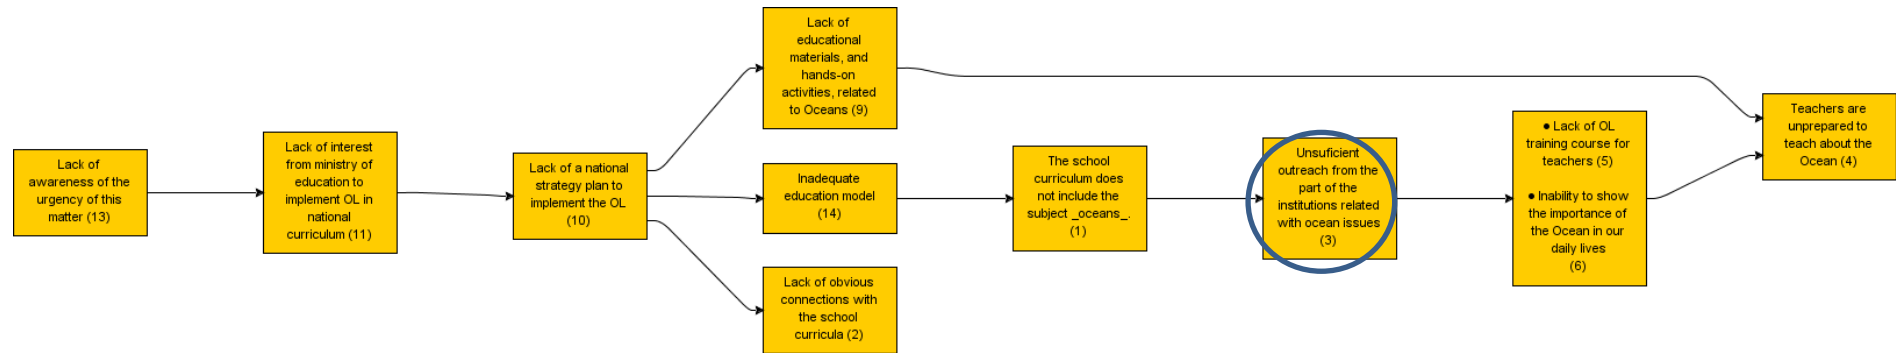 Lack of
awareness of the
urgency of this
matter (13)
Lack of interest
from ministry of
education to
implement OL in
national
curriculum (11)
Lack of a national
strategy plan to
implement the OL
(10)
Lack of
educational
materials, and
hands-on
activities, related
to Oceans (9)
Inadequate
education model
(14)
Lack of obvious
connections with
the school
curricula (2)
The school
curriculum does
not include the
subject _oceans_.
(1)
Unsuficient
outreach from the
part of the
institutions related
with ocean issues
(3)
● Lack of OL
training course for
teachers (5)
● Inability to show
the importance of
the Ocean in our
daily lives
(6)
Teachers are
unprepared to
teach about the
Ocean (4)